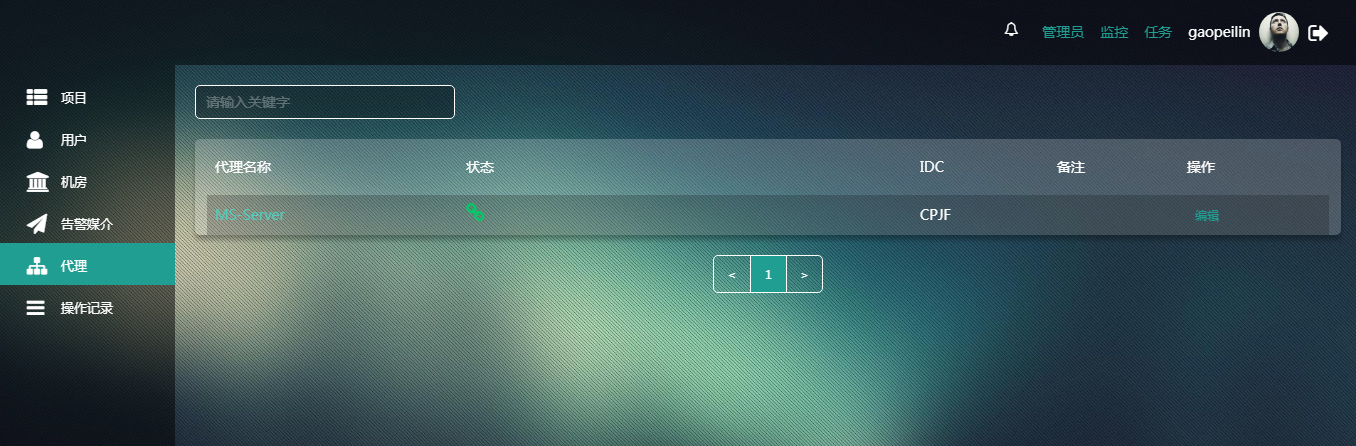 管理员 监控 任务 gaopeilin
项目
用户
机房
告警媒介
代理
操作记录
请输入关键字
代理名称 状态 IDC 备注 操作
MS-Server CPJF 编辑
< 1 >